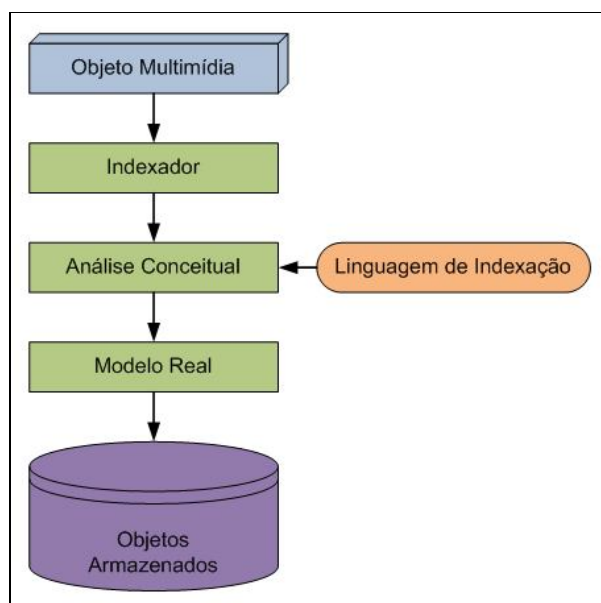 Objeto Multimídia
Indexador
Análise Conceitual
Linguagem de Indexação
Modelo Real
Objetos
Armazenados